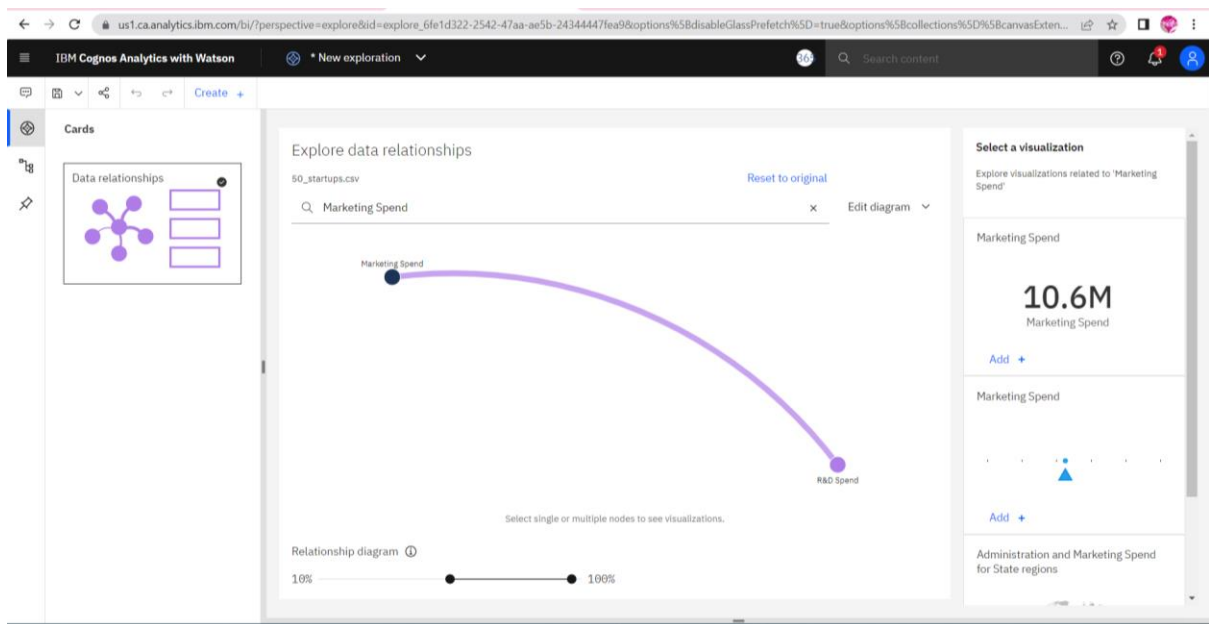 us1.ca.analytics.ibm.com/bi/?perspective=explore&id=explore_6fe1d322-2542-47aa-ae5b-24344447fea9&options%5BdisableGlassPrefetch%5D=true&options%5Bcollections%5D%5BcanvasExten...
IBM Cognos Analytics with Watson
* New exploration
Search content
1
Create +
Cards
Data relationships
Explore data relationships
50_startups.csv
Reset to original
Marketing Spend
Edit diagram
Marketing Spend
R&D Spend
Select single or multiple nodes to see visualizations.
Relationship diagram
10%
100%
Select a visualization
Explore visualizations related to 'Marketing
Spend'
Marketing Spend
10.6M
Marketing Spend
Add +
Marketing Spend
Add +
Administration and Marketing Spend
for State regions